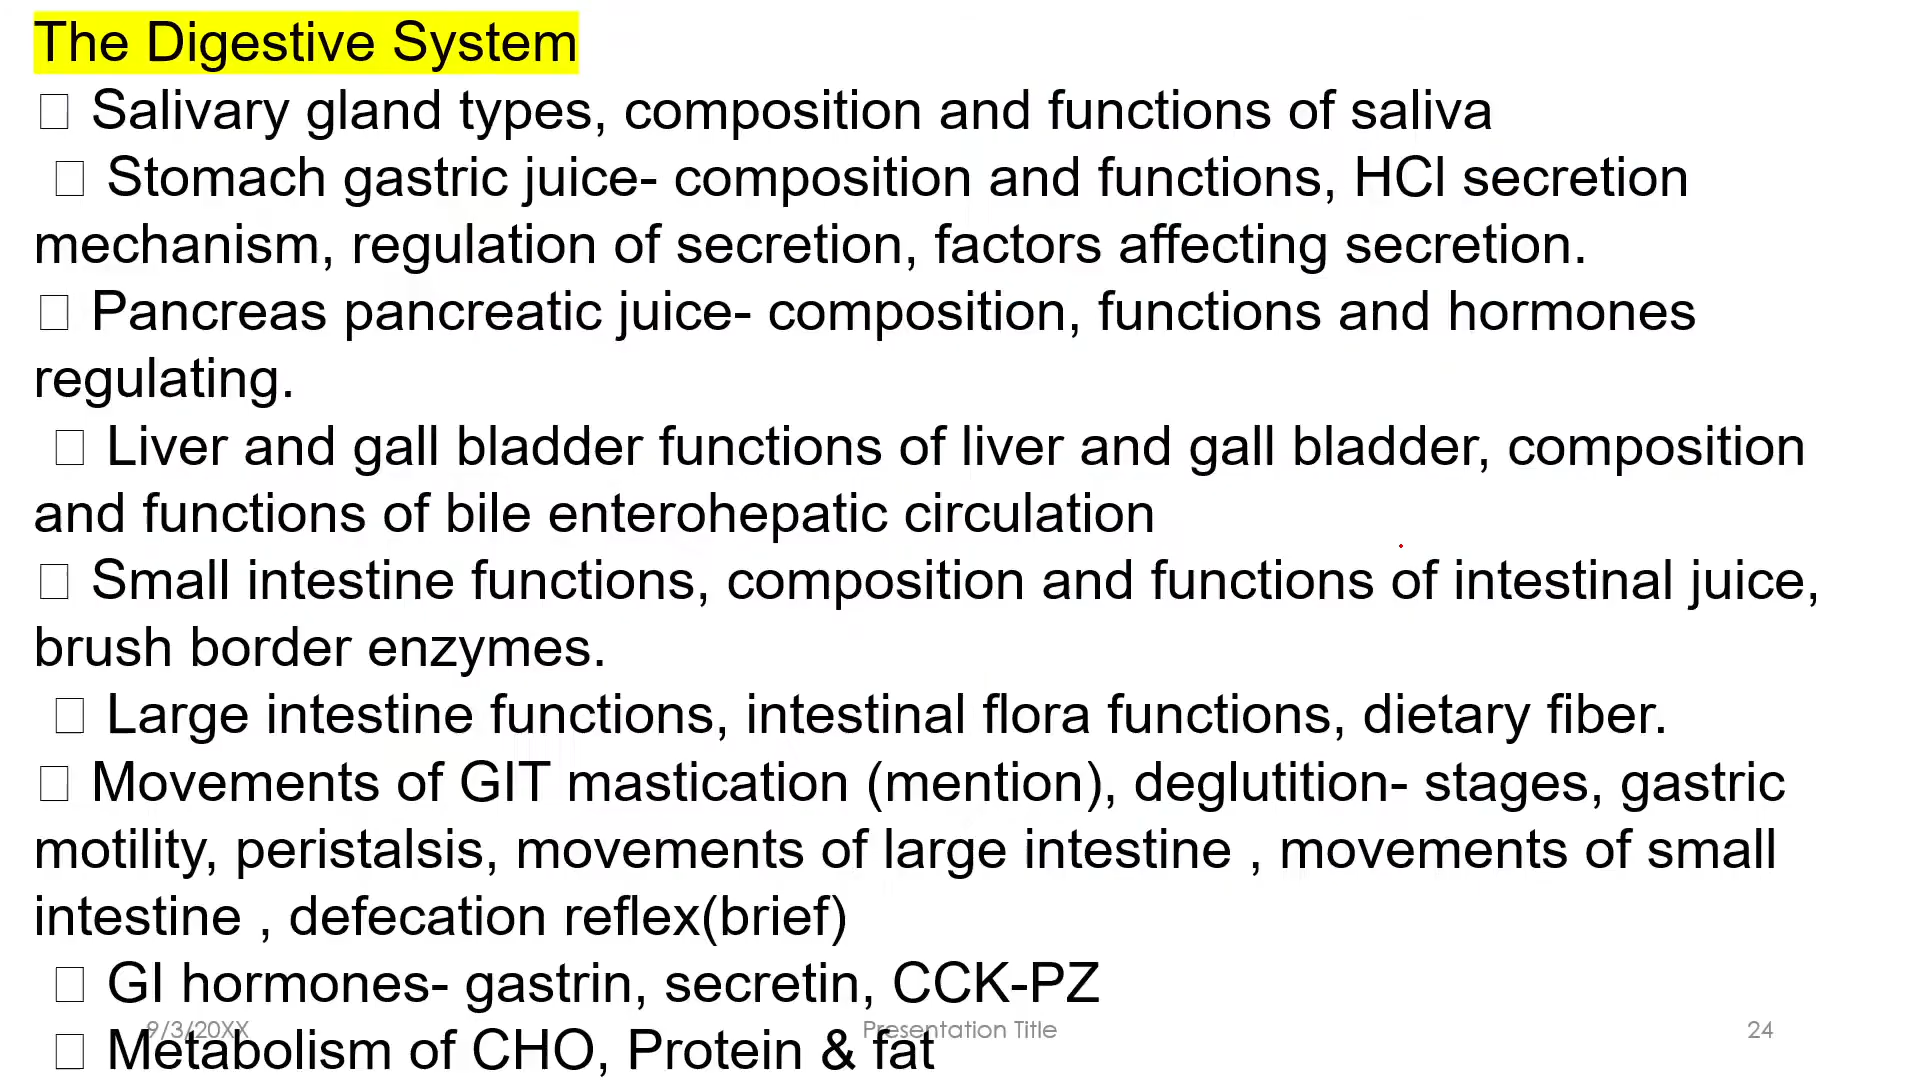 The Digestive System
□ Salivary gland types, composition and functions of saliva
□ Stomach gastric juice- composition and functions, HCl secretion
mechanism, regulation of secretion, factors affecting secretion.
□ Pancreas pancreatic juice- composition, functions and hormones
regulating.
□ Liver and gall bladder functions of liver and gall bladder, composition
and functions of bile enterohepatic circulation
□ Small intestine functions, composition and functions of intestinal juice,
brush border enzymes.
□ Large intestine functions, intestinal flora functions, dietary fiber.
□ Movements of GIT mastication (mention), deglutition- stages, gastric
motility, peristalsis, movements of large intestine , movements of small
intestine , defecation reflex(brief)
□ GI hormones- gastrin, secretin, CCK-PZ
□ Metabolism of CHO, Protein & fat
9/3/20XX
Presentation Title
24